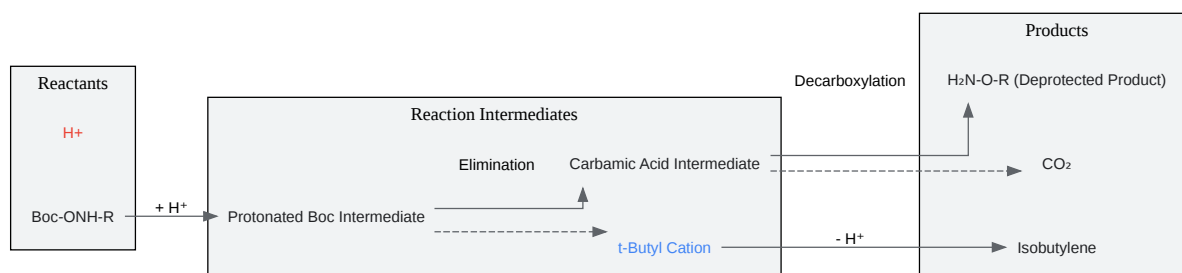 Products
Decarboxylation
H₂N-O-R (Deprotected Product)
Reactants
Reaction Intermediates
H+
Elimination
Carbamic Acid Intermediate
CO₂
Boc-ONH-R
+ H⁺
Protonated Boc Intermediate
t-Butyl Cation
- H⁺
Isobutylene